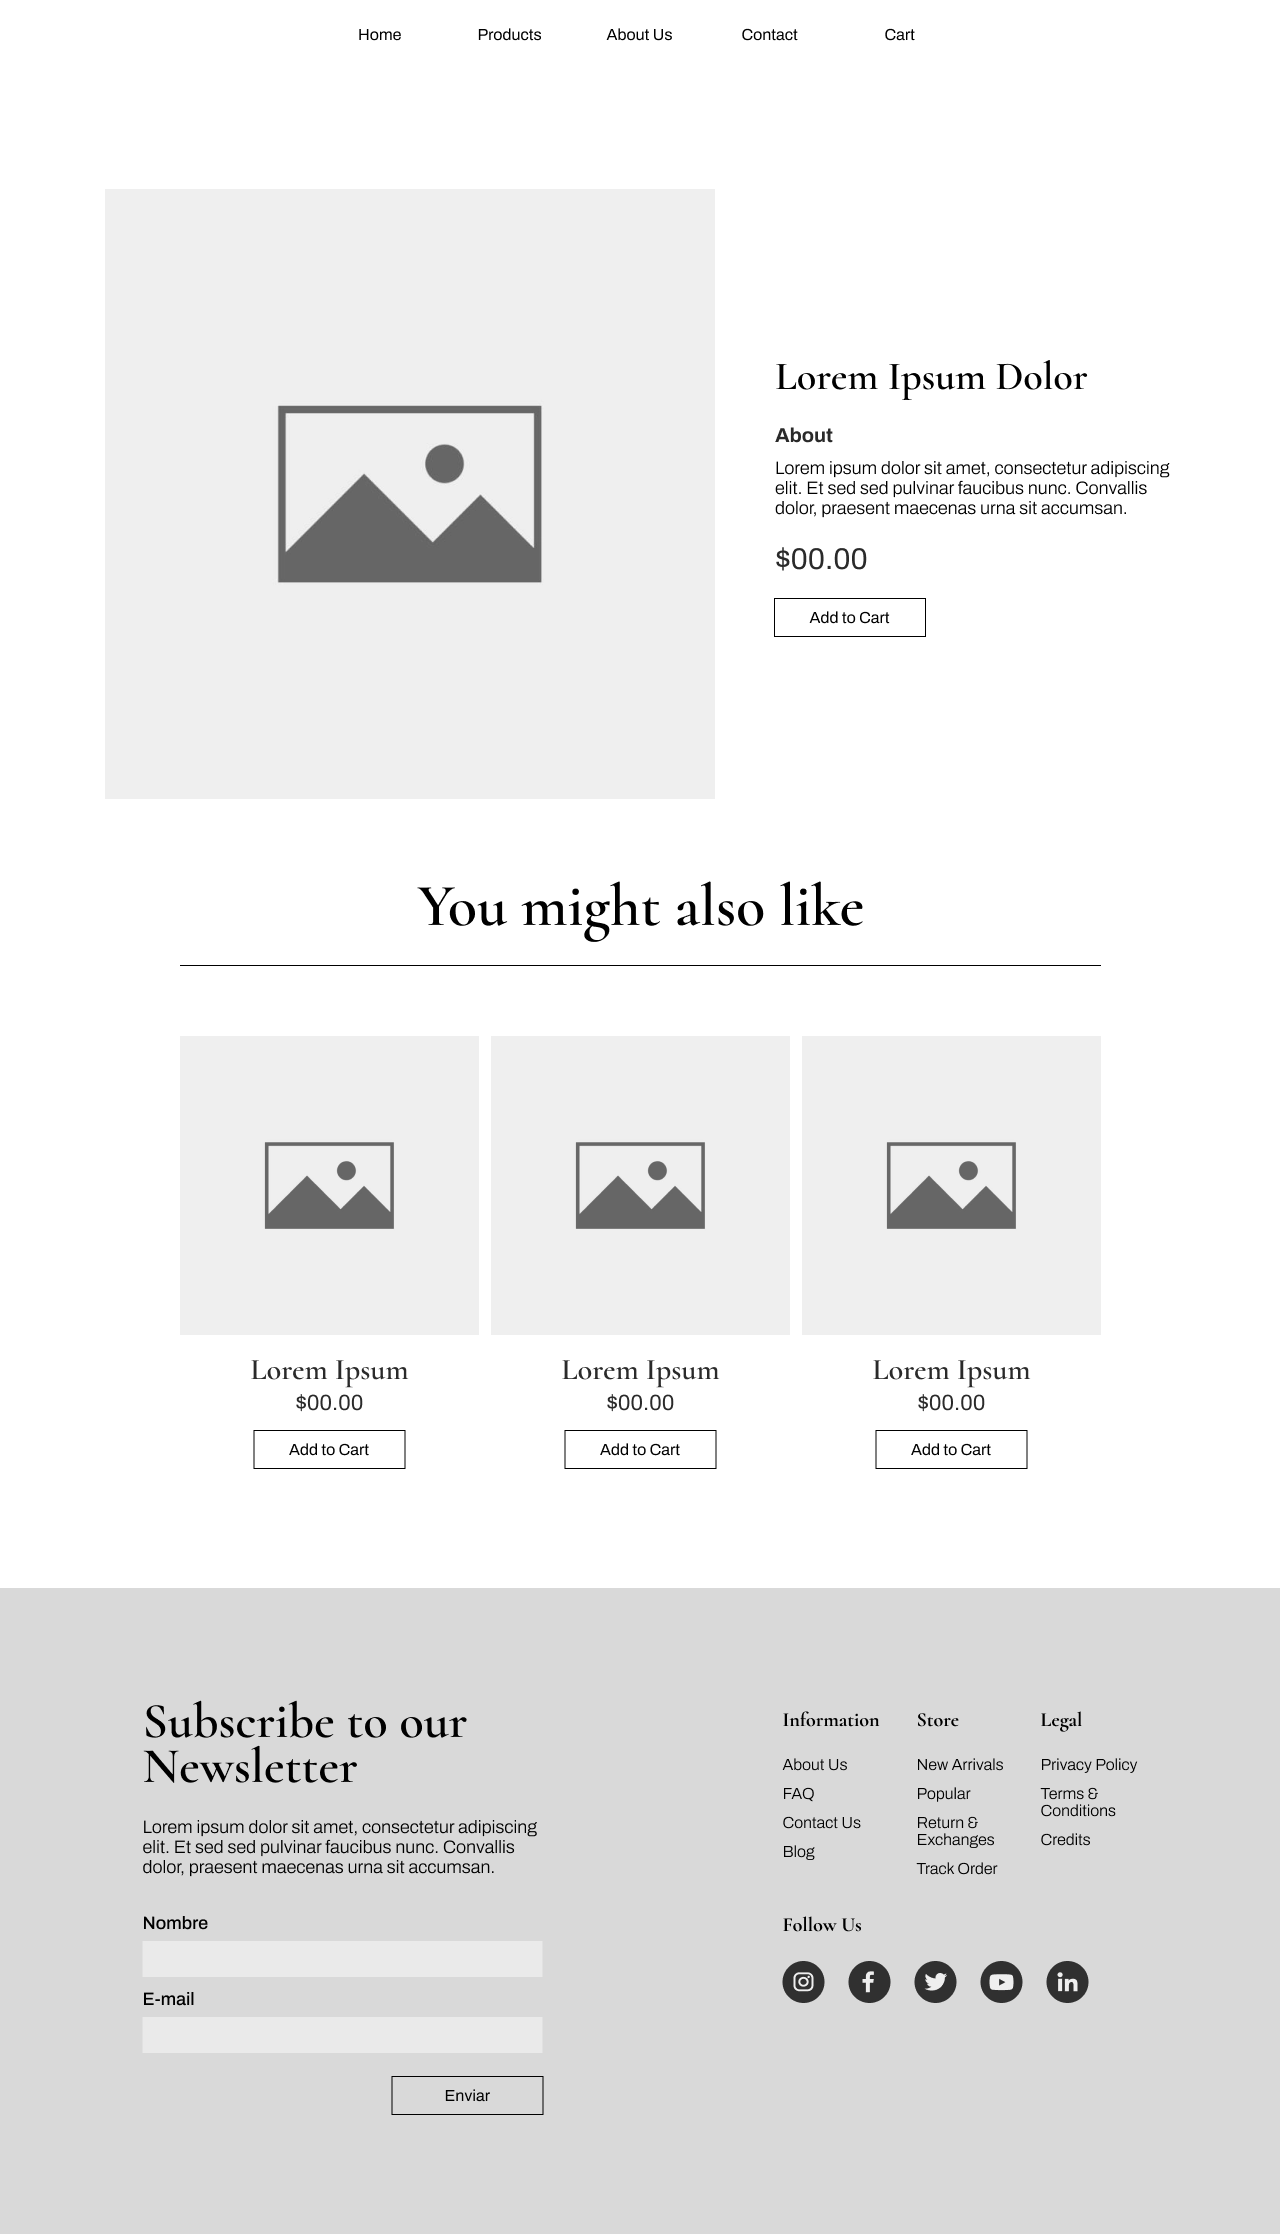 Home Products About Us Contact Cart
Lorem Ipsum Dolor
About
Lorem ipsum dolor sit amet, consectetur adipiscing
elit. Et sed sed pulvinar faucibus nunc. Convallis
dolor, praesent maecenas urna sit accumsan.
$00.00
Add to Cart
You might also like
Lorem Ipsum
$00.00
Add to Cart
Lorem Ipsum
$00.00
Add to Cart
Lorem Ipsum
$00.00
Add to Cart
Subscribe to our
Newsletter
Lorem ipsum dolor sit amet, consectetur adipiscing
elit. Et sed sed pulvinar faucibus nunc. Convallis
dolor, praesent maecenas urna sit accumsan.
Nombre
E-mail
Enviar
Information
About Us
FAQ
Contact Us
Blog
Store
New Arrivals
Popular
Return &
Exchanges
Track Order
Legal
Privacy Policy
Terms &
Conditions
Credits
Follow Us